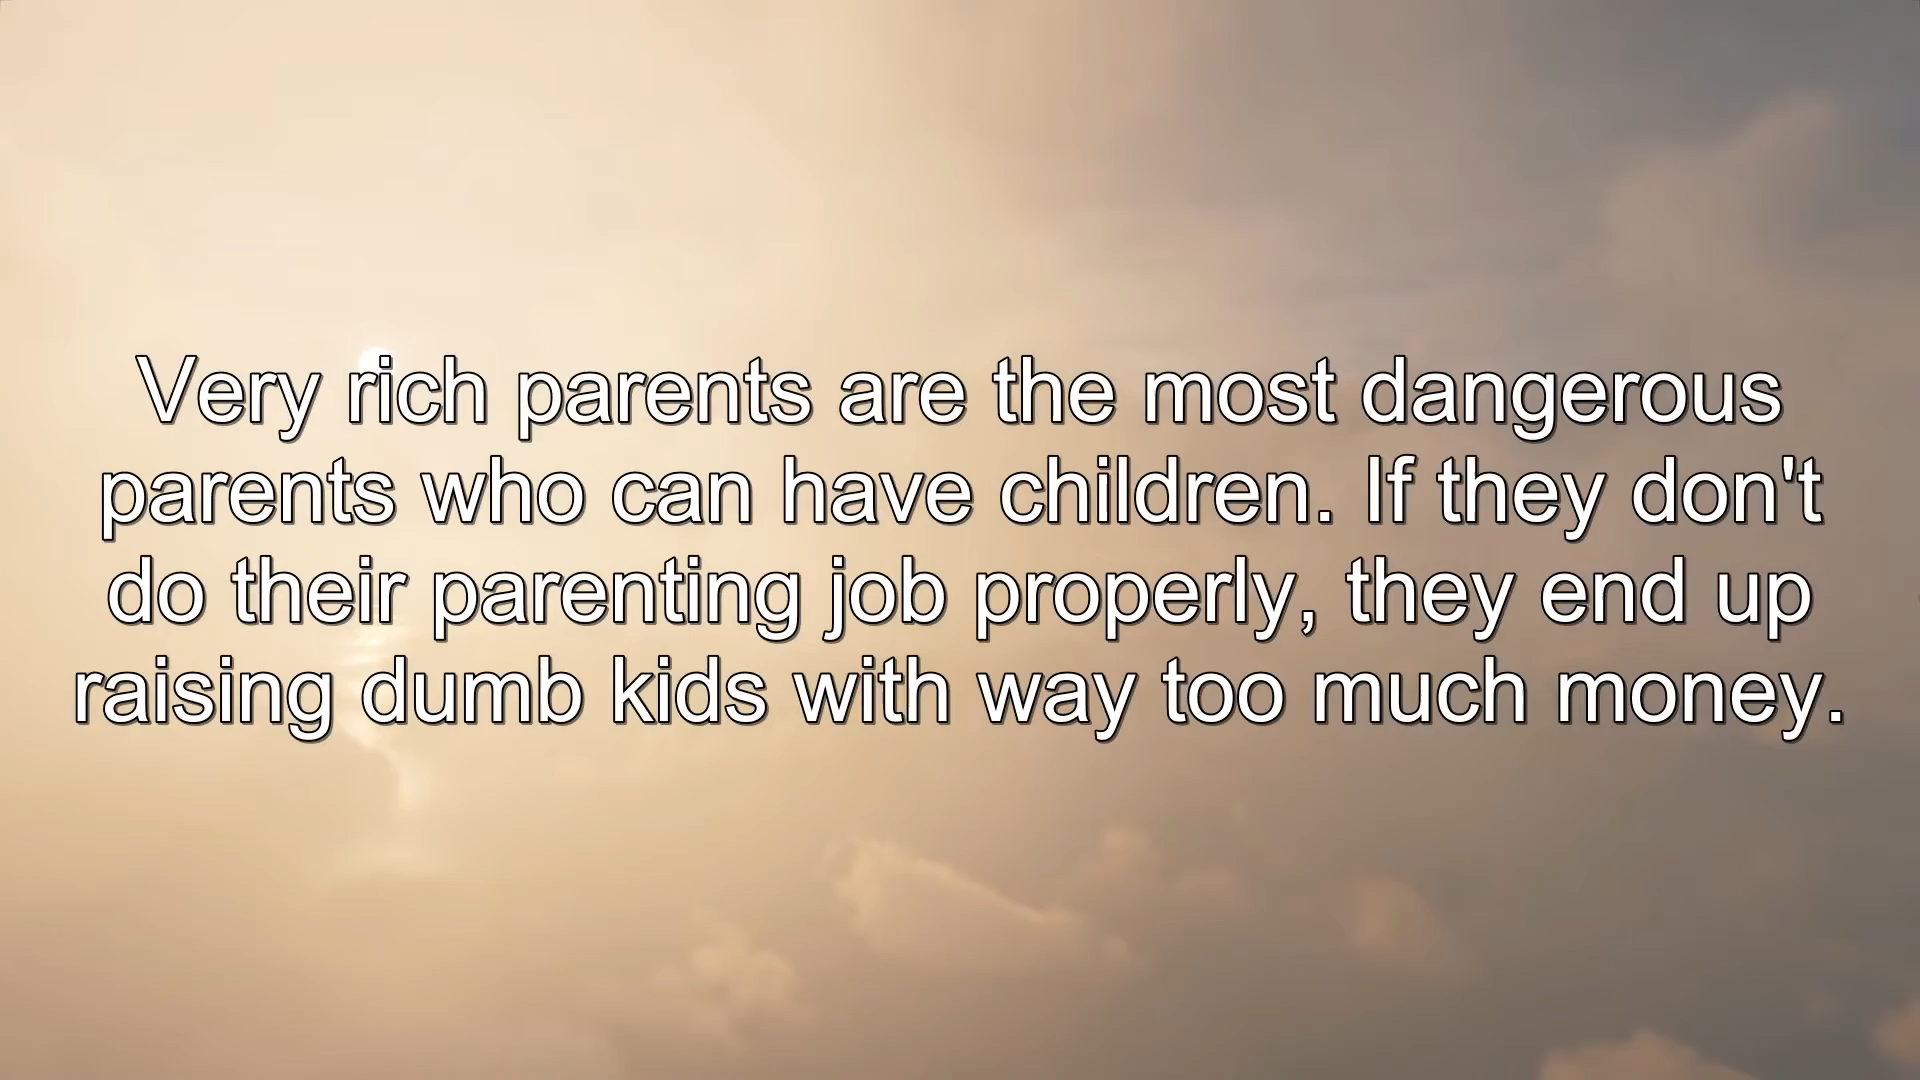 Very rich parents are the most dangerous
parents who can have children. If they don't
do their parenting job properly, they end up
raising dumb kids with way too much money.